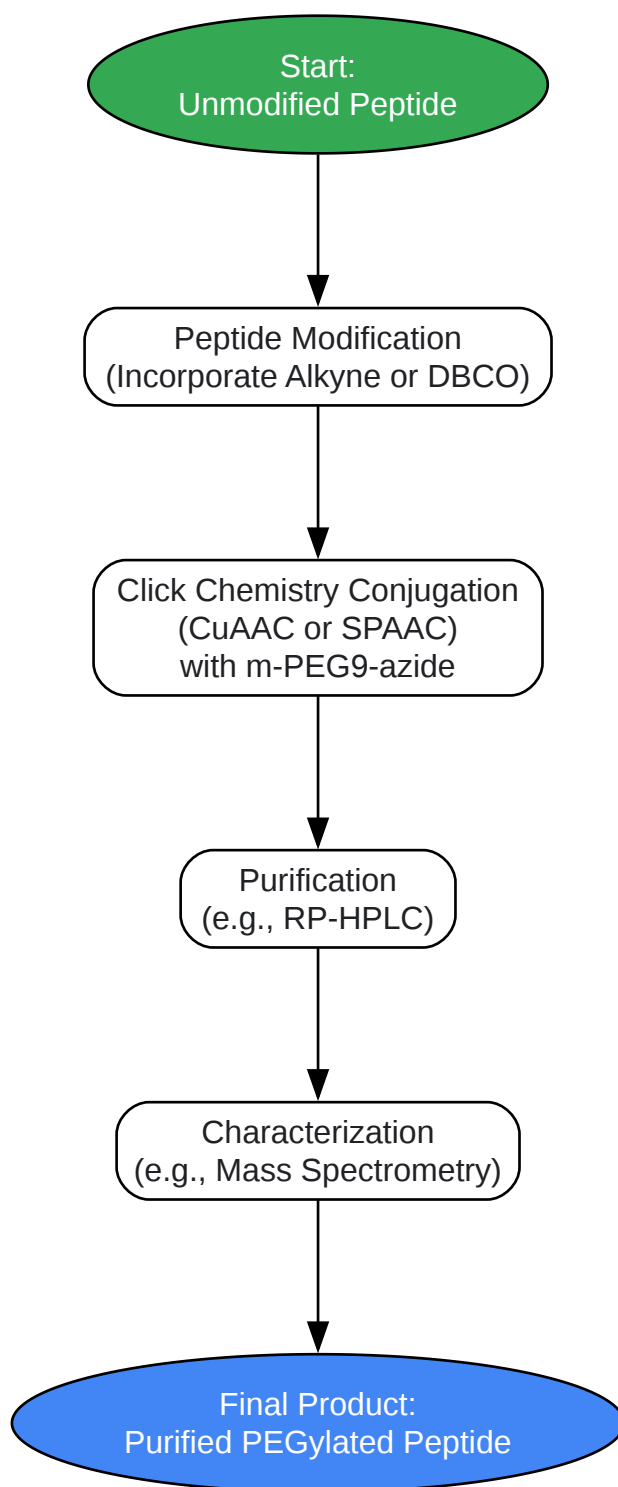 Start:
Unmodified Peptide
Peptide Modification
(Incorporate Alkyne or DBCO)
Click Chemistry Conjugation
(CuAAC or SPAAC)
with m-PEG9-azide
Purification
(e.g., RP-HPLC)
Characterization
(e.g., Mass Spectrometry)
Final Product:
Purified PEGylated Peptide